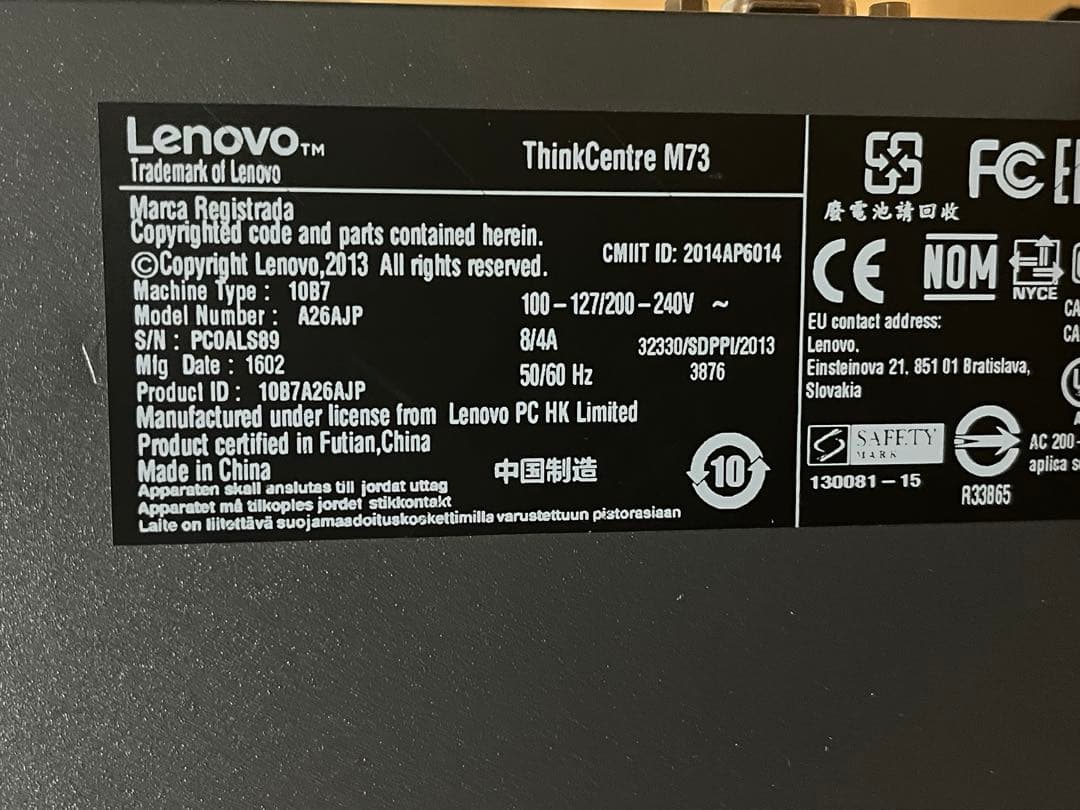 Lenovo™
Trademark of Lenovo
ThinkCentre M73
Marca Registrada
Copyrighted code and parts contained herein.
©Copyright Lenovo,2013 All rights reserved.
CMIIT ID: 2014AP6014
Machine Type : 10B7
Model Number : A26AJP
S/N : PC0ALS89
Mfg Date : 1602
Product ID : 10B7A26AJP
100-127/200-240V ~
8/4A
50/60 Hz
32330/SDPPI/2013
3876
Manufactured under license from Lenovo PC HK Limited
Product certified in Futian,China
Made in China
中国制造
10
Apparaten skall anslutas till jordat uttag
Apparatet må tilkoples jordet stikkontakt
Laite on liitettävä suojamaadoituskoskettimilla varustettuun pistorasiaan
FC
廢電池請回收
CE
NOM
NYCE
CA
CA
EU contact address:
Lenovo.
Einsteinova 21, 851 01 Bratislava,
Slovakia
SAFETY
MARK
130081-15
R33865
AC 200-
aplica s